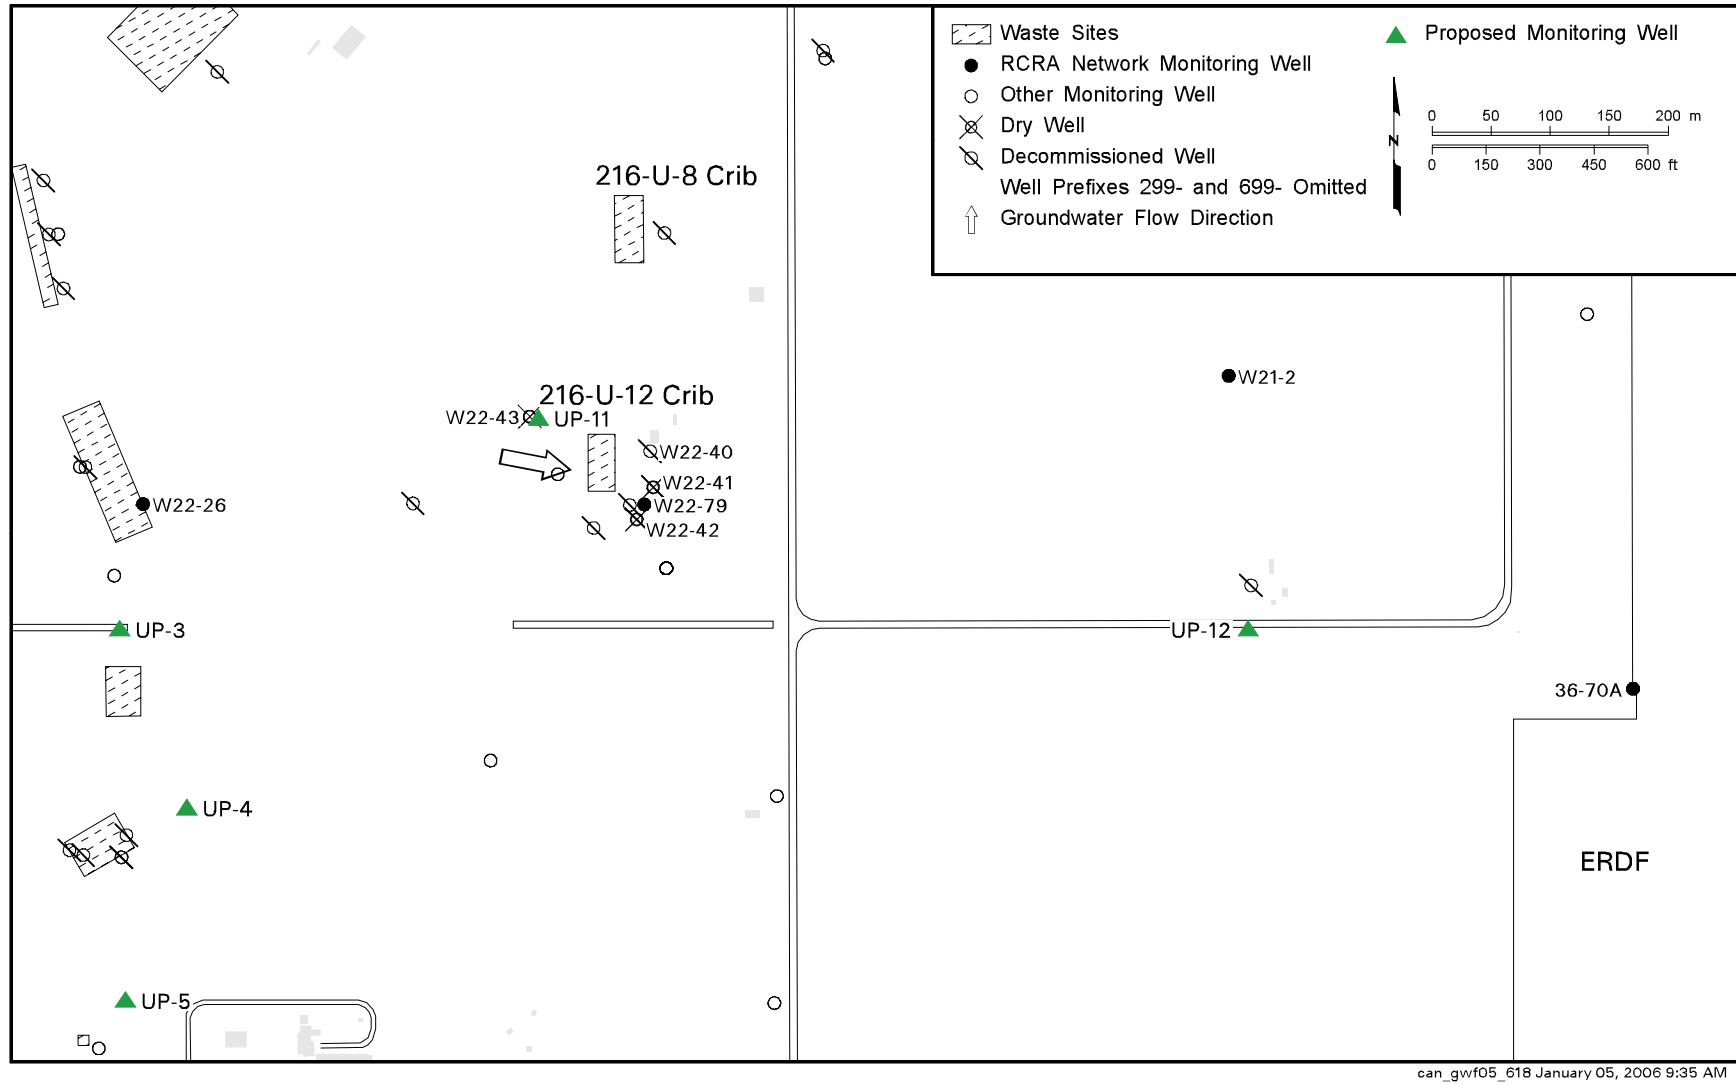 Waste Sites
RCRA Network Monitoring Well
Other Monitoring Well
Dry Well
Decommissioned Well
Well Prefixes 299- and 699- Omitted
Groundwater Flow Direction
Proposed Monitoring Well
0 50 100 150 200 m
N
0 150 300 450 600 ft
216-U-8 Crib
W21-2
216-U-12 Crib
W22-43
UP-11
W22-40
W22-41
W22-79
W22-42
W22-26
UP-3
UP-12
36-70A
UP-4
ERDF
UP-5
can_gwf05_618 January 05, 2006 9:35 AM